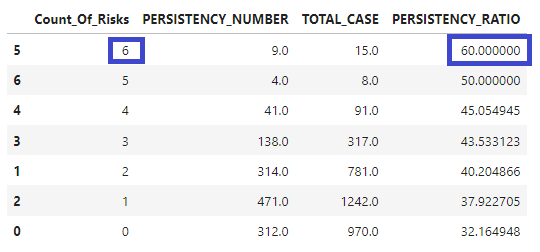 Count_Of_Risks PERSISTENCY_NUMBER TOTAL_CASE PERSISTENCY_RATIO
5 6 9.0 15.0 60.000000
6 5 4.0 8.0 50.000000
4 4 41.0 91.0 45.054945
3 3 138.0 317.0 43.533123
1 2 314.0 781.0 40.204866
2 1 471.0 1242.0 37.922705
0 0 312.0 970.0 32.164948